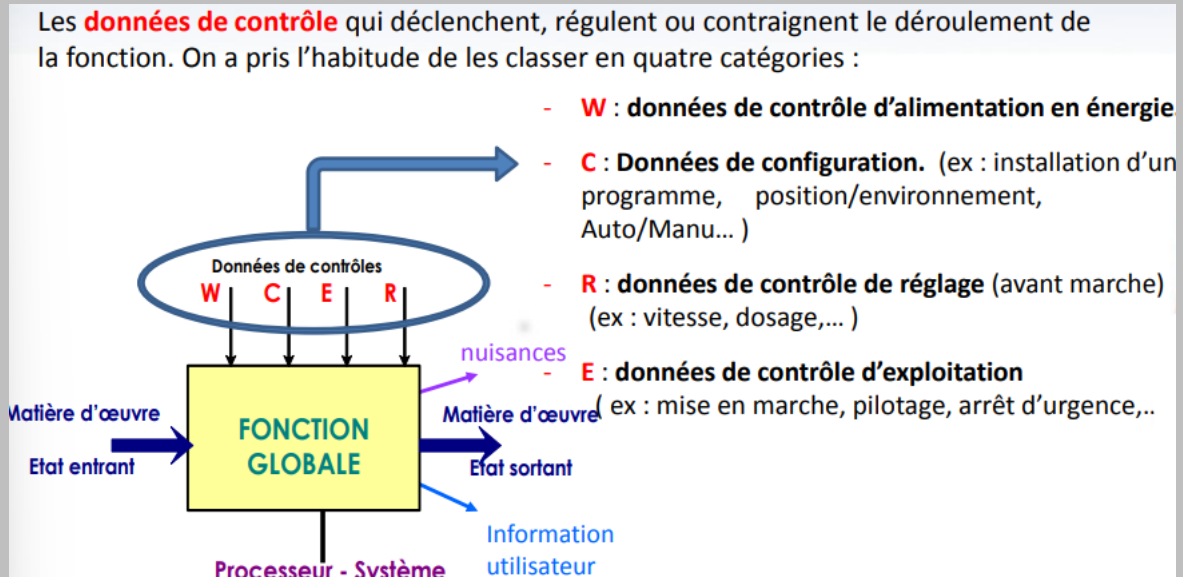 Les données de contrôle qui déclenchent, régulent ou contraignent le déroulement de
la fonction. On a pris l’habitude de les classer en quatre catégories :
- W : données de contrôle d’alimentation en énergie.
- C : Données de configuration. (ex : installation d’un
programme, position/environnement,
Auto/Manu… )
- R : données de contrôle de réglage (avant marche)
(ex : vitesse, dosage,… )
- E : données de contrôle d’exploitation
( ex : mise en marche, pilotage, arrêt d’urgence,..
Données de contrôles
W C E R
nuisances
Matière d’œuvre
Etat entrant
FONCTION
GLOBALE
Matière d’œuvre
Etat sortant
Information
utilisateur
Processeur - Système